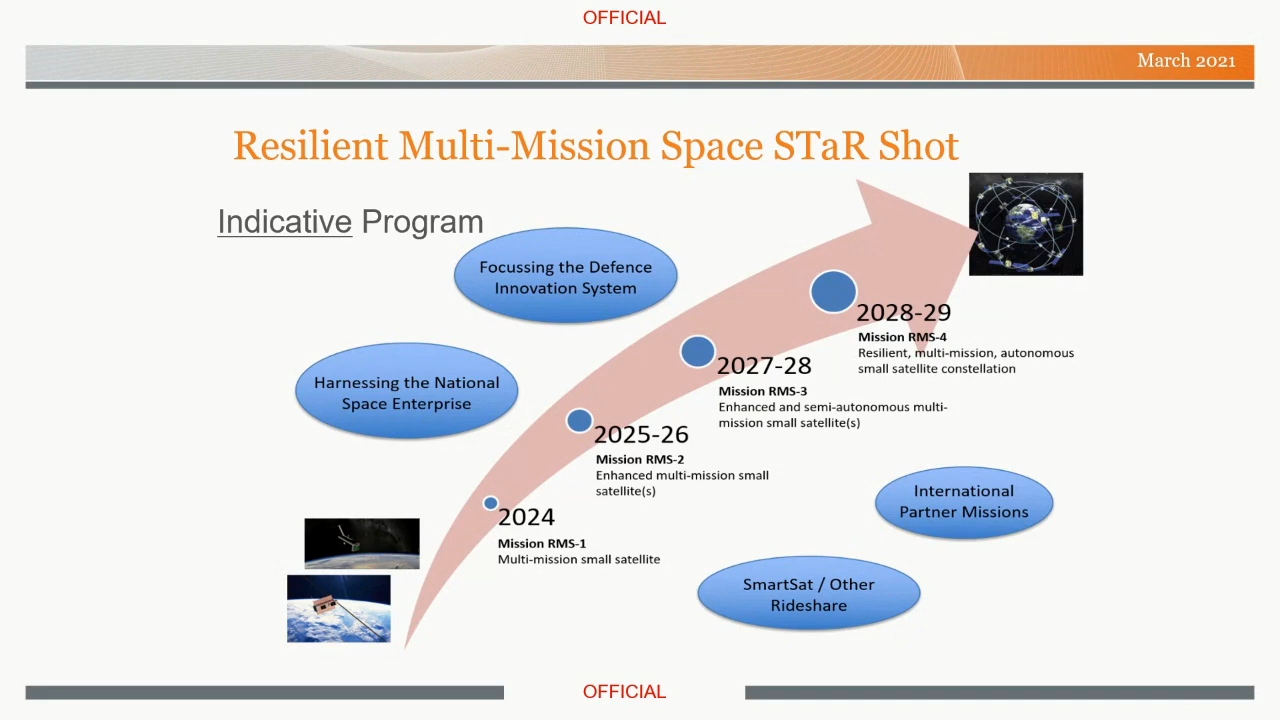 OFFICIAL
March 2021
Resilient Multi-Mission Space STaR Shot
Indicative Program
Focussing the Defence
Innovation System
Harnessing the National
Space Enterprise
2028-29
Mission RMS-4
Resilient, multi-mission, autonomous
small satellite constellation
2027-28
Mission RMS-3
Enhanced and semi-autonomous multi-
mission small satellite(s)
2025-26
Mission RMS-2
Enhanced multi-mission small
satellite(s)
2024
Mission RMS-1
Multi-mission small satellite
International
Partner Missions
SmartSat / Other
Rideshare
OFFICIAL